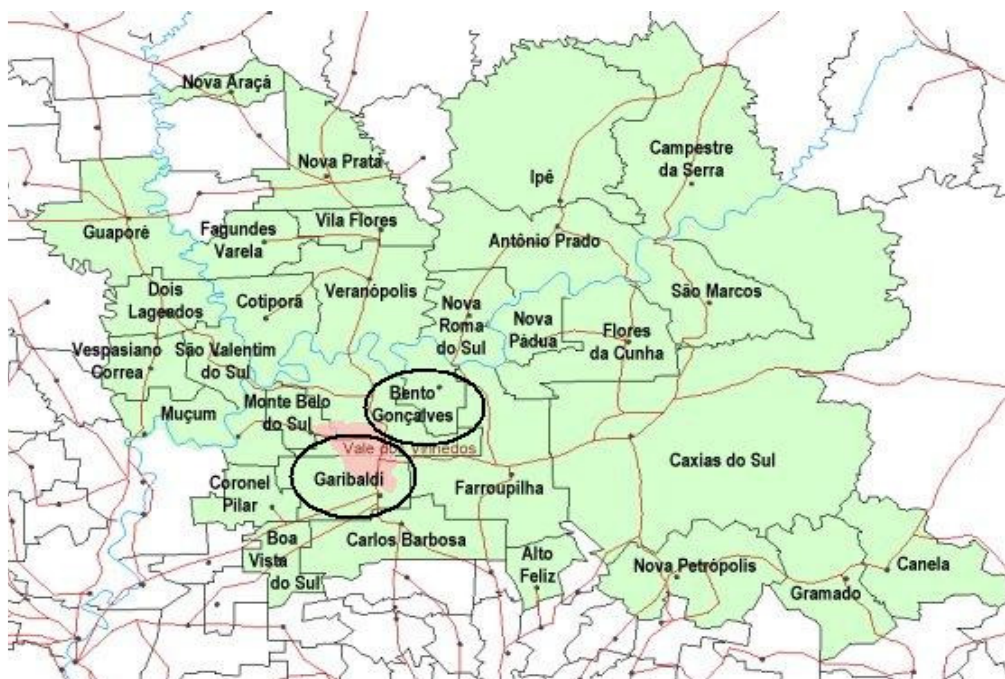 Nova Araçá
Nova Prata
Campestre
da Serra
Ipê
Guaporé
Fagundes
Varela
Vila Flores
Antônio Prado
Dois
Lageados
Cotiporã
Veranópolis
Nova
Roma
do Sul
Nova
Pádua
Flores
da Cunha
São Marcos
Vespasiano
Correa
São Valentim
do Sul
Muçum
Monte Belo
do Sul
Bento
Gonçalves
Vale dos Vinhedos
Coronel
Pilar
Garibaldi
Farroupilha
Caxias do Sul
Boa
Vista
do Sul
Carlos Barbosa
Alto
Feliz
Nova Petrópolis
Gramado
Canela